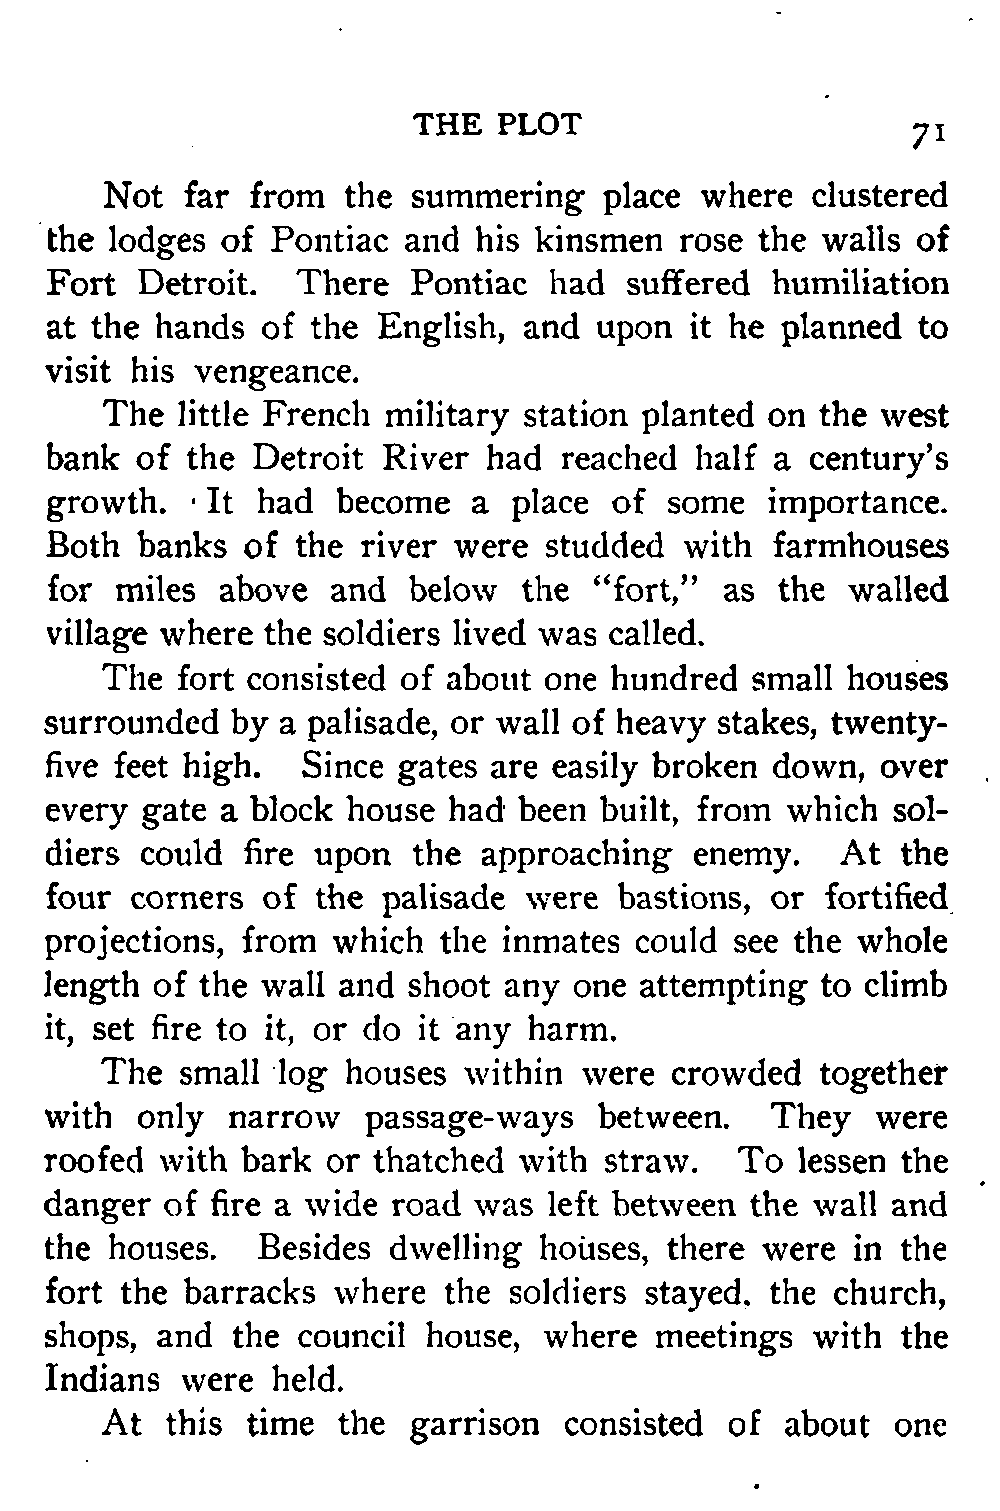 THE PLOT 71
Not far from the summering place where clustered
the lodges of Pontiac and his kinsmen rose the walls of
Fort Detroit. There Pontiac had suffered humiliation
at the hands of the English, and upon it he planned to
visit his vengeance.
The little French military station planted on the west
bank of the Detroit River had reached half a century's
growth. It had become a place of some importance.
Both banks of the river were studded with farmhouses
for miles above and below the “fort,” as the walled
village where the soldiers lived was called.
The fort consisted of about one hundred small houses
surrounded by a palisade, or wall of heavy stakes, twenty-
five feet high. Since gates are easily broken down, over
every gate a block house had been built, from which sol-
diers could fire upon the approaching enemy. At the
four corners of the palisade were bastions, or fortified
projections, from which the inmates could see the whole
length of the wall and shoot any one attempting to climb
it, set fire to it, or do it any harm.
The small log houses within were crowded together
with only narrow passage-ways between. They were
roofed with bark or thatched with straw. To lessen the
danger of fire a wide road was left between the wall and
the houses. Besides dwelling houses, there were in the
fort the barracks where the soldiers stayed, the church,
shops, and the council house, where meetings with the
Indians were held.
At this time the garrison consisted of about one